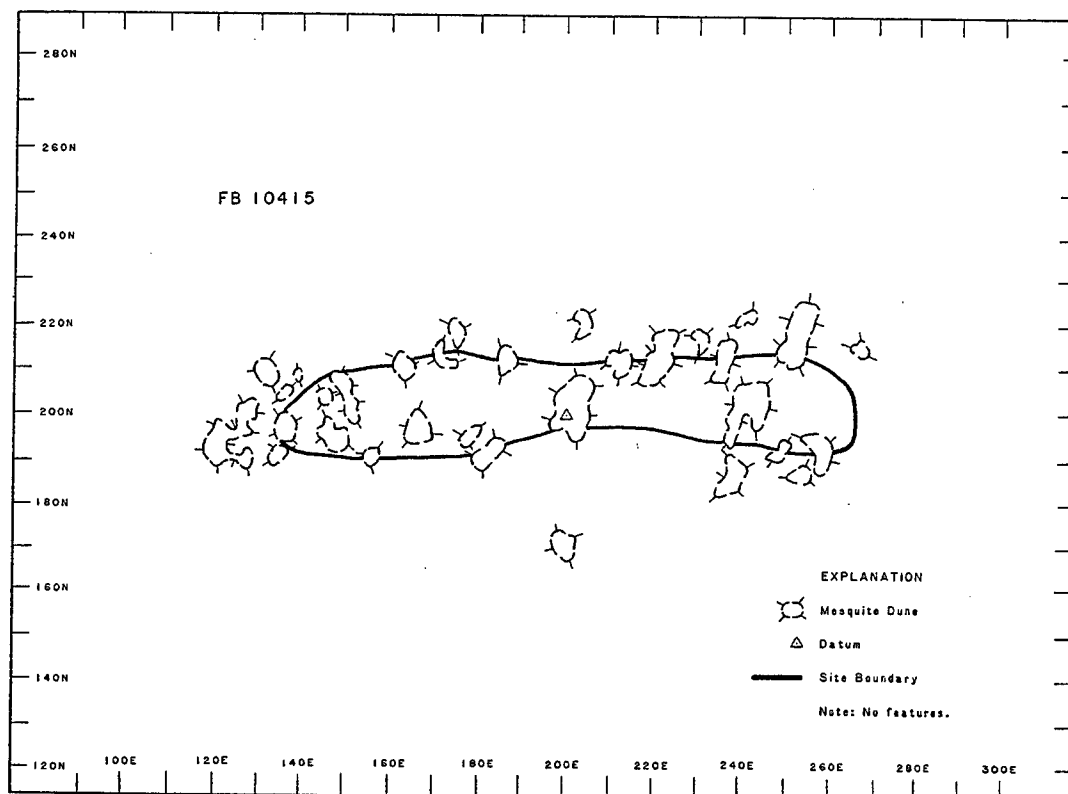 280N
260N
FB 10415
240N
220N
200N
180N
160N
140N
120N
EXPLANATION
Mesquite Dune
Datum
Site Boundary
Note: No features.
100E 120E 140E 160E 180E 200E 220E 240E 260E 280E 300E